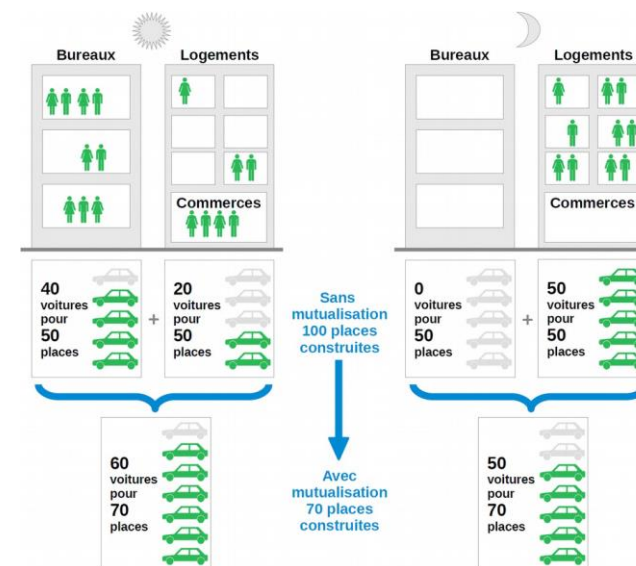 Bureaux
Logements
Commerces
40
voitures
pour
50
places
+
20
voitures
pour
50
places
60
voitures
pour
70
places
Sans
mutualisation
100 places
construites
Avec
mutualisation
70 places
construites
Bureaux
Logements
Commerces
0
voitures
pour
50
places
+
50
voitures
pour
50
places
50
voitures
pour
70
places